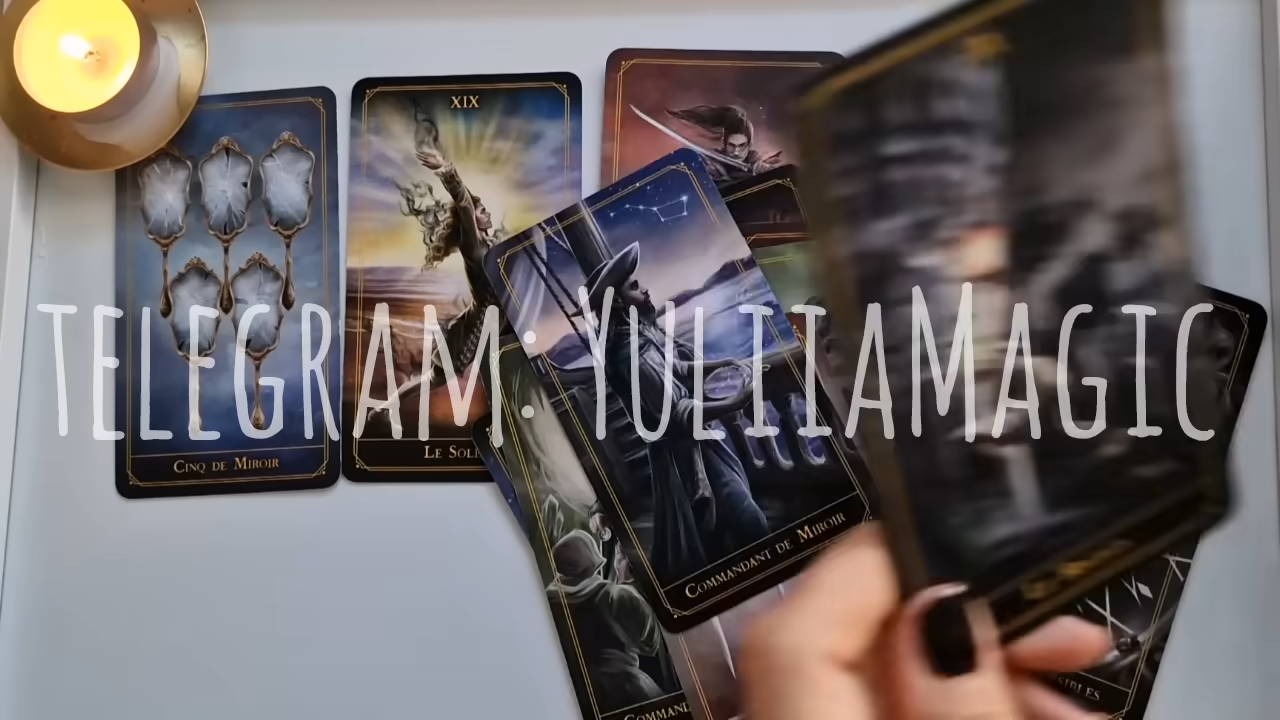 XIX
TELEGRAM: YULIIAMAGIC
LE SOL
CINQ DE MIROIR
COMMANDANT DE MIROIR
SIBLES
COMMAND